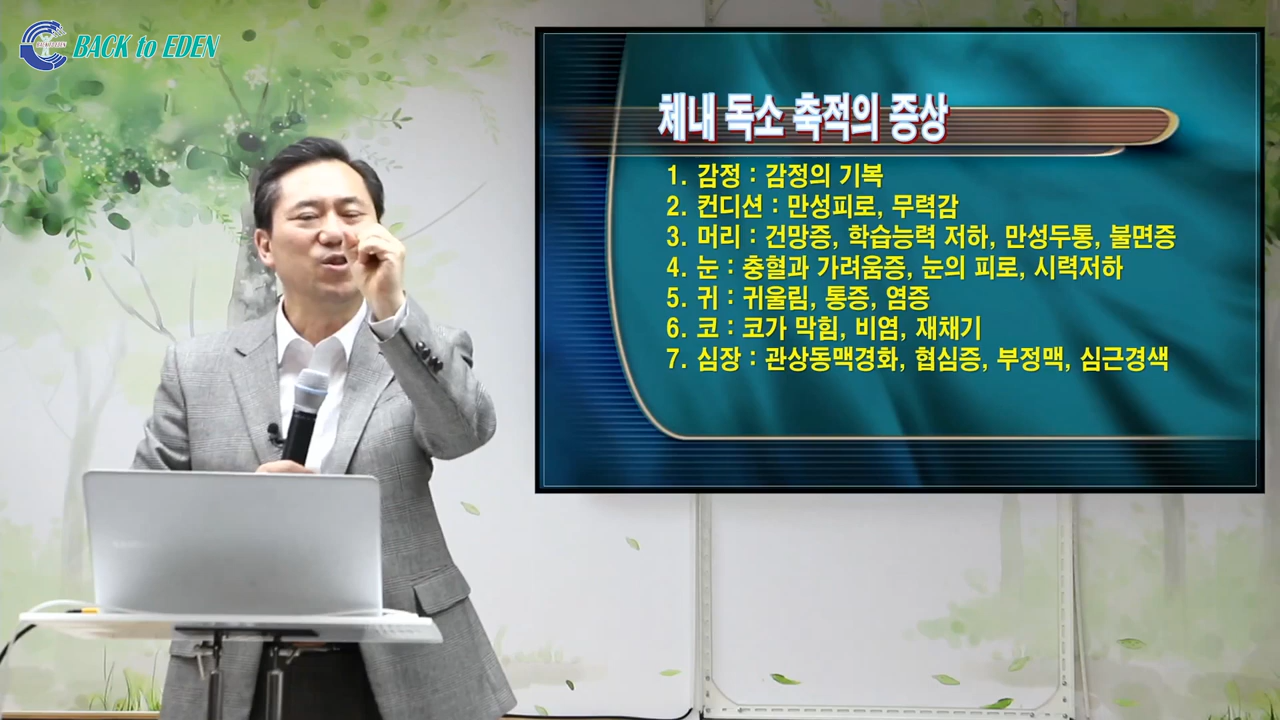 BACK to EDEN
체내 독소 축적의 증상
1. 감정 : 감정의 기복
2. 컨디션 : 만성피로, 무력감
3. 머리 : 건망증, 학습능력 저하, 만성두통, 불면증
4. 눈 : 충혈과 가려움증, 눈의 피로, 시력저하
5. 귀 : 귀울림, 통증, 염증
6. 코 : 코가 막힘, 비염, 재채기
7. 심장 : 관상동맥경화, 협심증, 부정맥, 심근경색